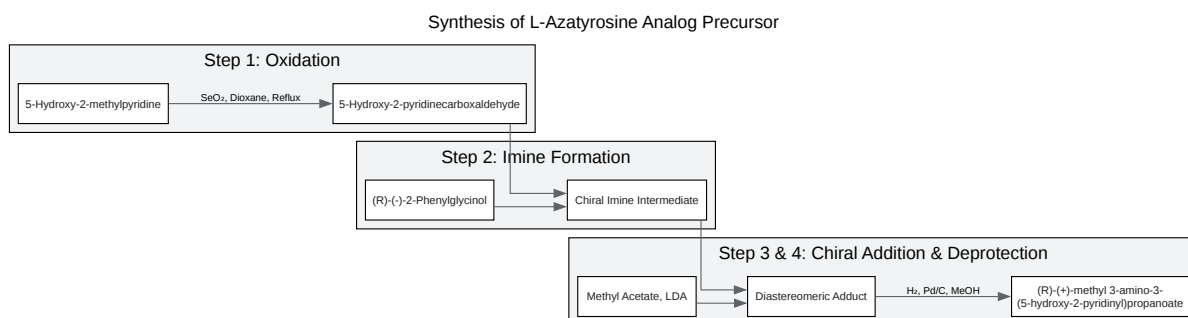 Synthesis of L-Azatyrosine Analog Precursor
Step 1: Oxidation
5-Hydroxy-2-methylpyridine
SeO₂, Dioxane, Reflux
5-Hydroxy-2-pyridinecarboxaldehyde
Step 2: Imine Formation
(R)-(-)-2-Phenylglycinol
Chiral Imine Intermediate
Step 3 & 4: Chiral Addition & Deprotection
Methyl Acetate, LDA
Diastereomeric Adduct
H₂, Pd/C, MeOH
(R)-(+)-methyl 3-amino-3-
(5-hydroxy-2-pyridinyl)propanoate